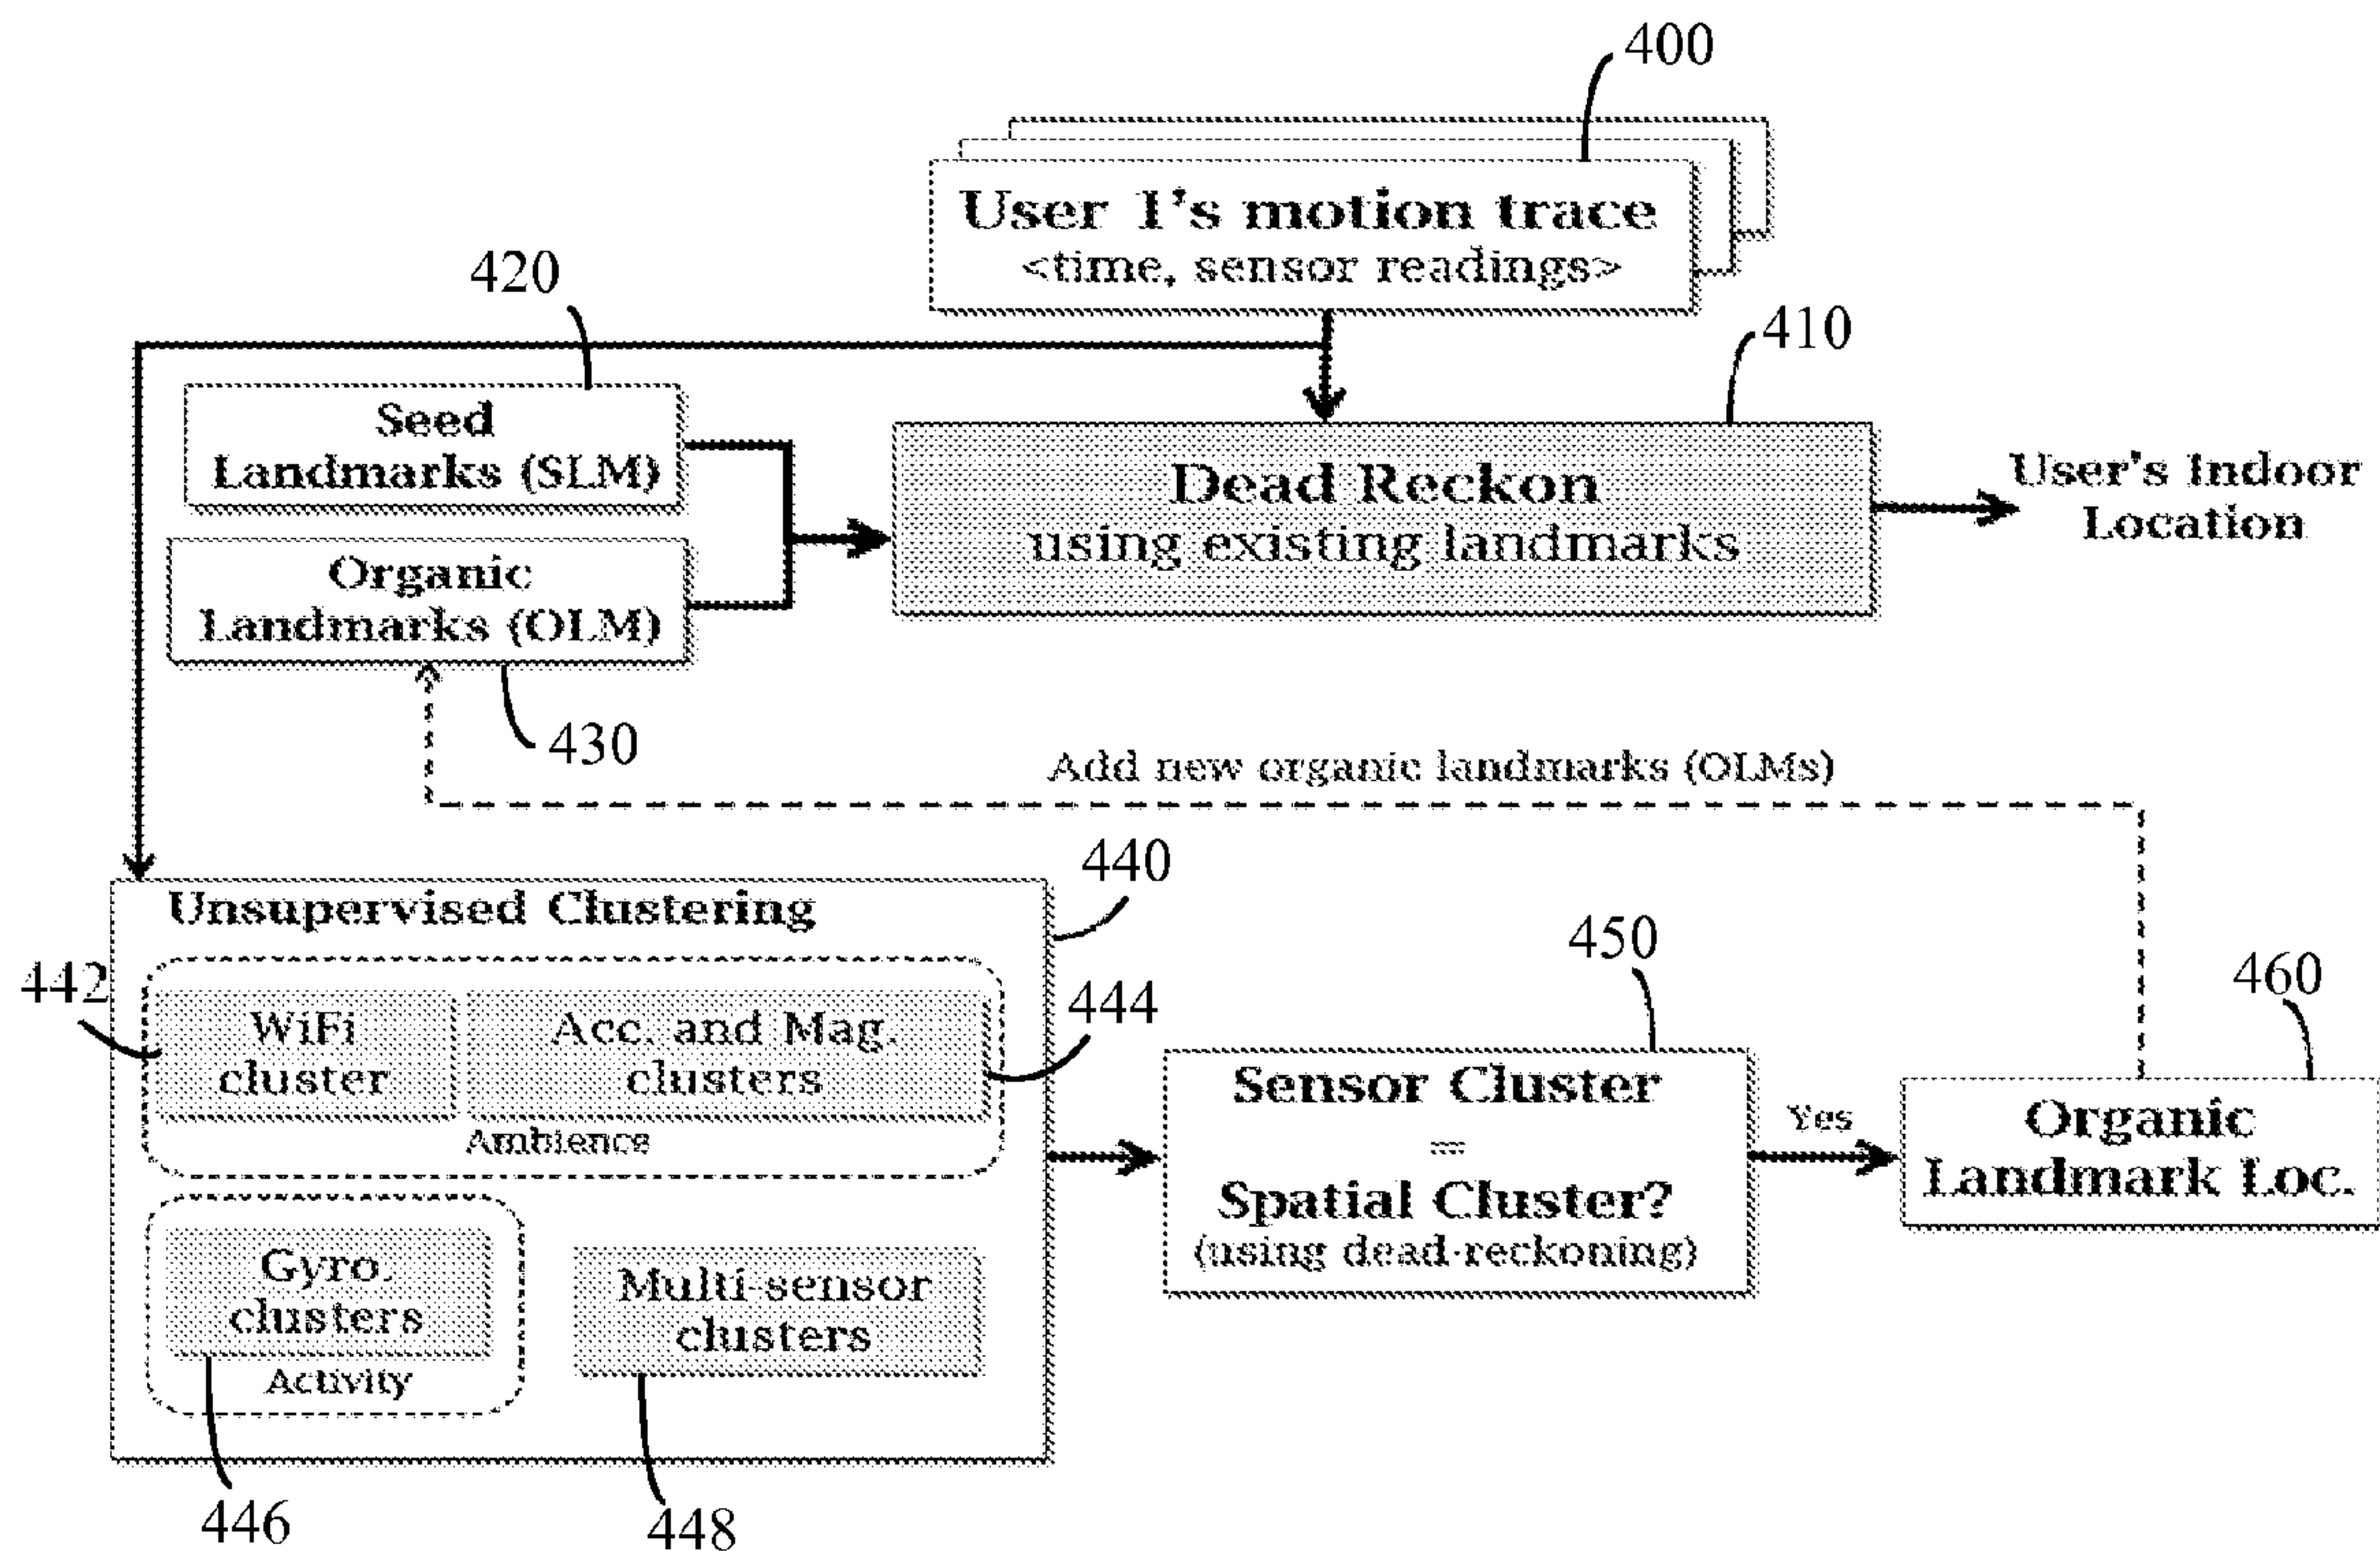 400
User 1's motion trace
<time, sensor readings>
420
410
Seed
Landmarks (SLM)
Dead Reckon
using existing landmarks
User's Indoor
Location
Organic
Landmarks (OLM)
430
Add new organic landmarks (OLMs)
440
Unsupervised Clustering
442
WiFi
cluster
Acc. and Mag.
clusters
444
Ambience
450
460
Sensor Cluster
=
Spatial Cluster?
(using dead-reckoning)
Yes
Organic
Landmark Loc.
Gyro.
clusters
Activity
Multi-sensor
clusters
446
448